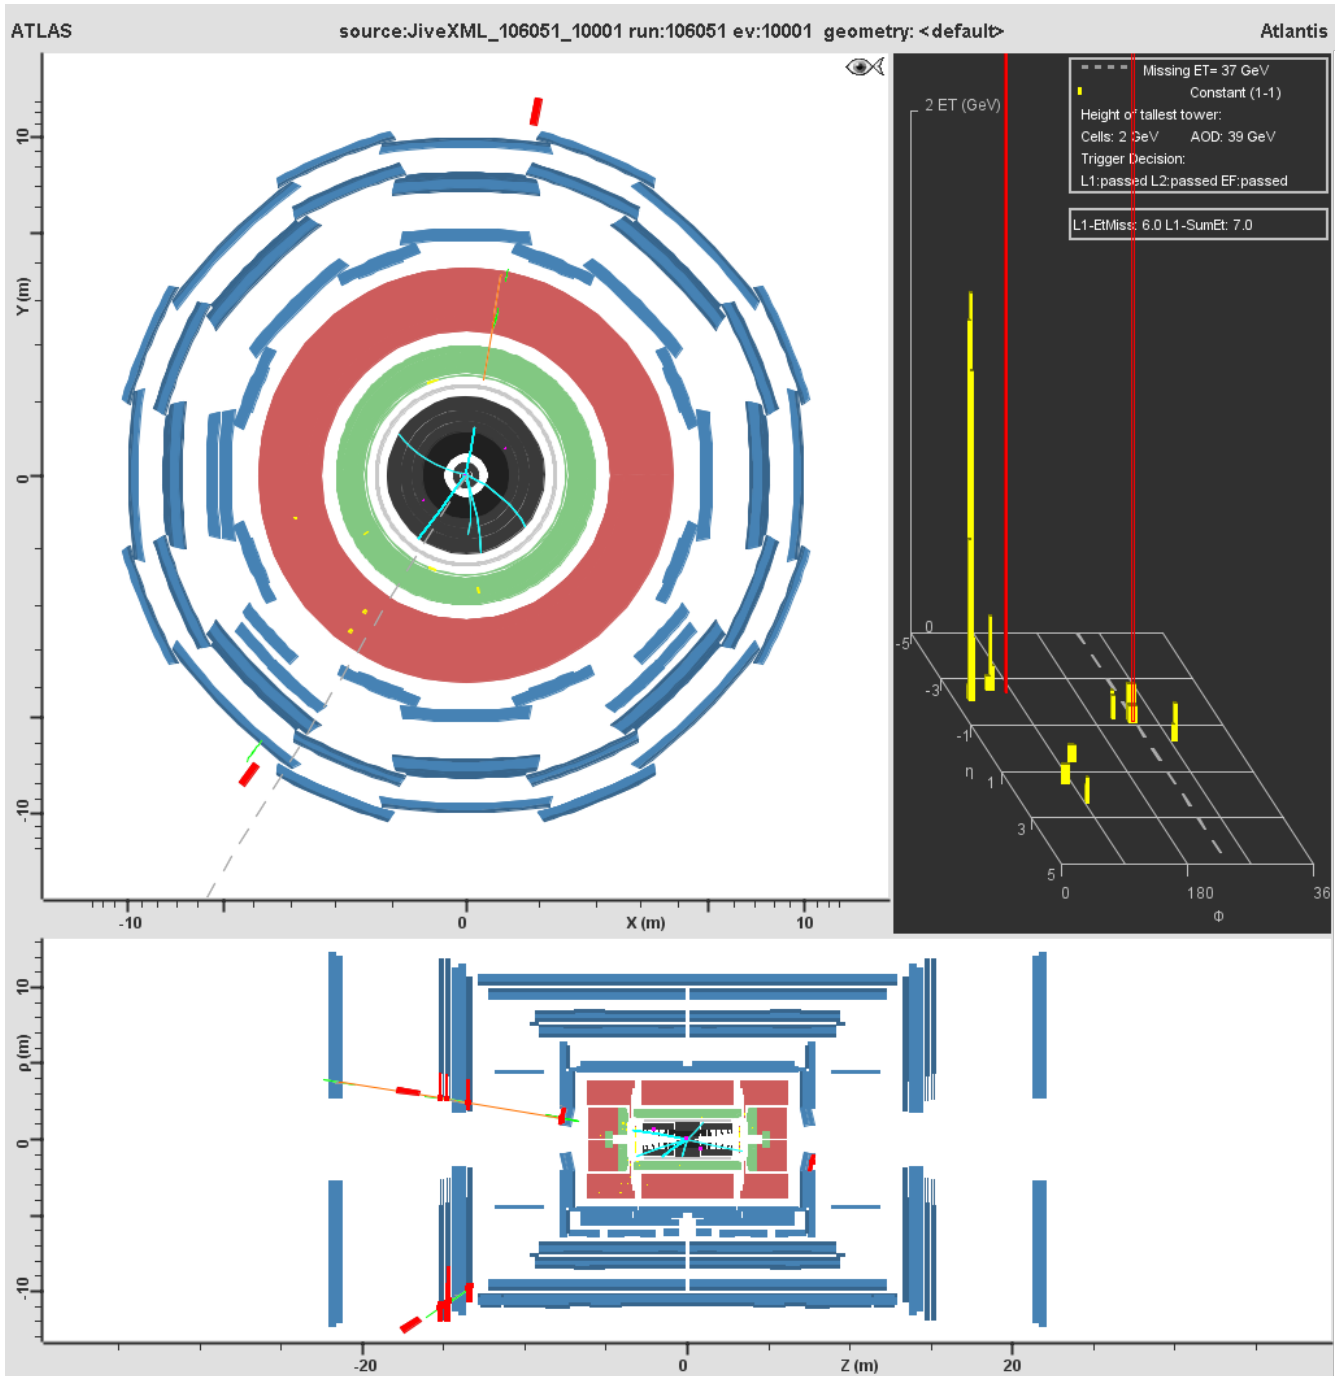 ATLAS source:JiveXML_106051_10001 run:106051 ev:10001 geometry: <default> Atlantis
Missing ET= 37 GeV
Constant (1-1)
Height of tallest tower:
Cells: 2 GeV AOD: 39 GeV
Trigger Decision:
L1:passed L2:passed EF:passed
L1-EtMiss: 6.0 L1-SumEt: 7.0
2 ET (GeV)
0
-5
-3
-1
η 1
3
5
0 180 36
Φ
10
Y (m)
0
-10
-10 0 X (m) 10
10
ρ (m)
0
-10
-20 0 Z (m) 20